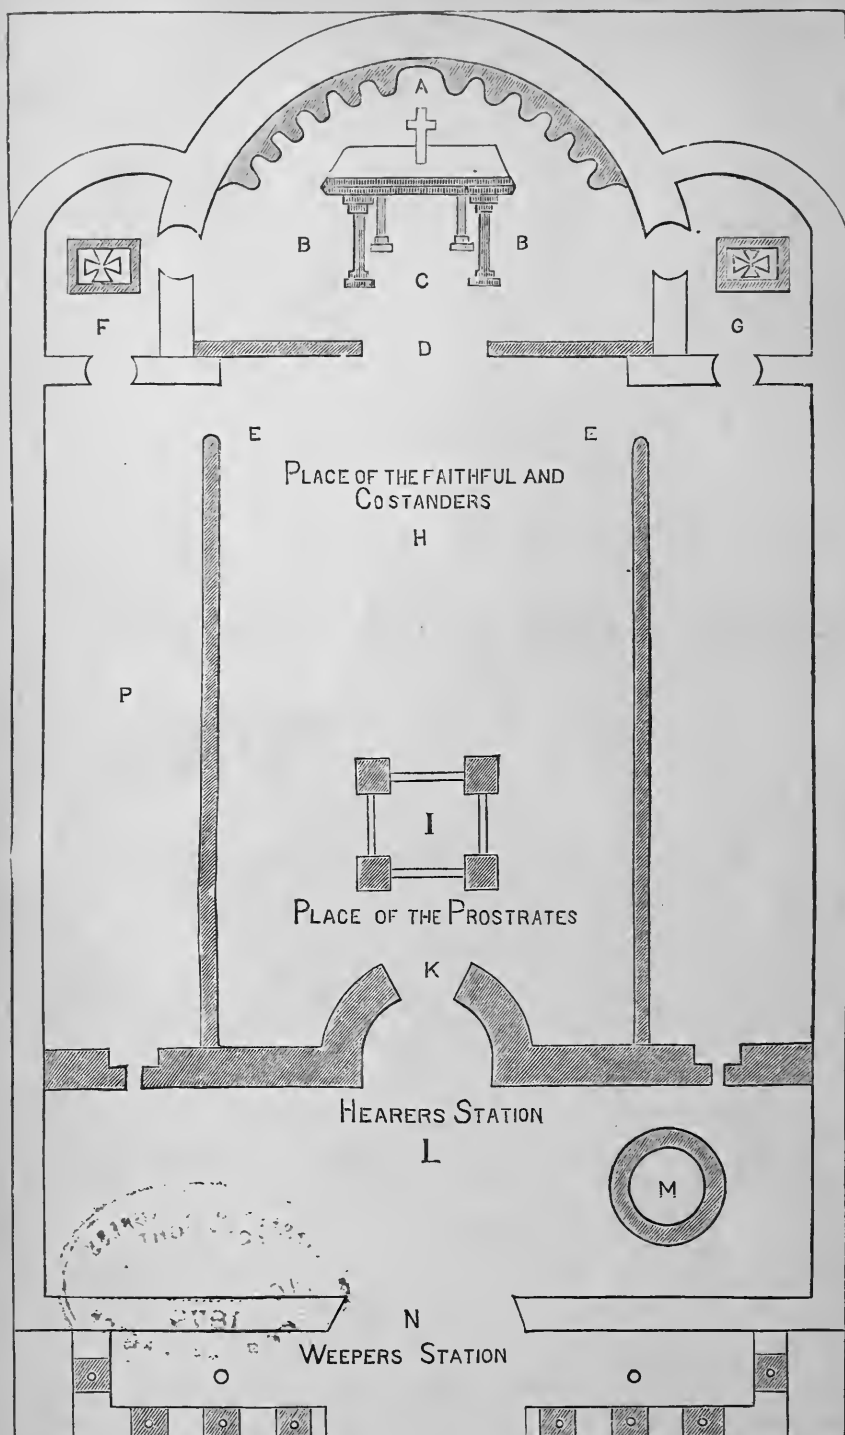 A
B B
C
F G
D
E E
PLACE OF THE FAITHFUL AND
COSTANDERS
H
P
I
PLACE OF THE PROSTRATES
K
HEARERS STATION
L
M
N
WEEPERS STATION
O O